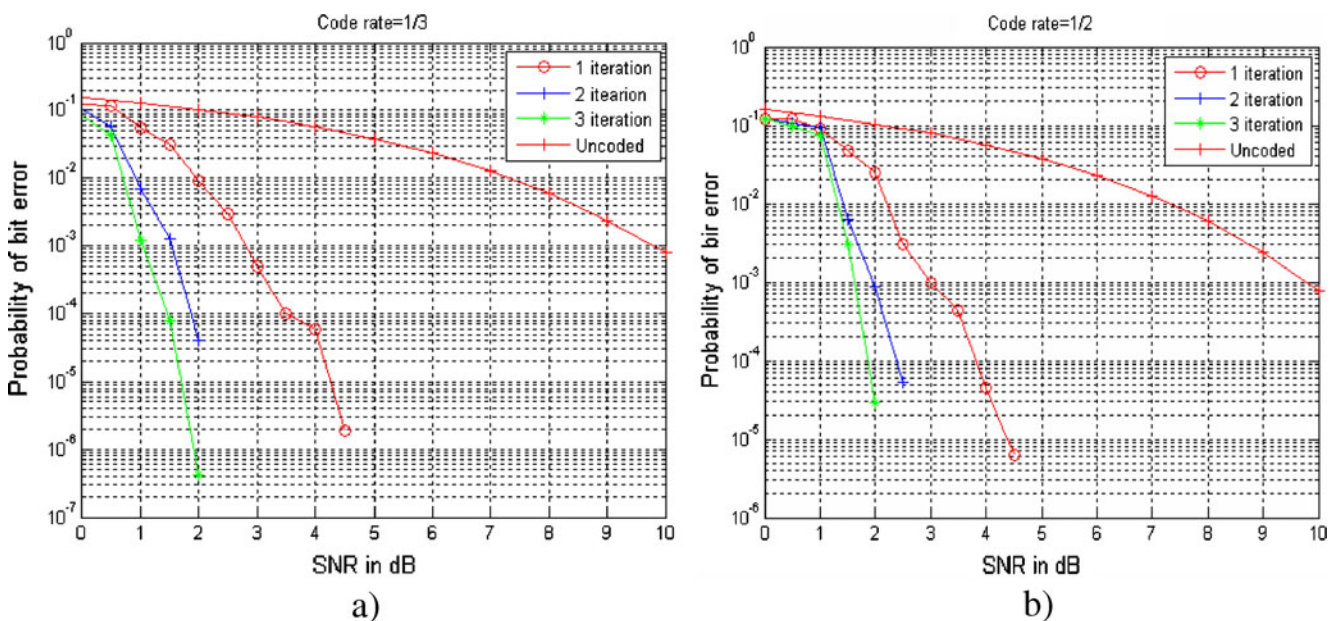 Code rate=1/3
10^0
10^-1
10^-2
10^-3
10^-4
10^-5
10^-6
10^-7
Probability of bit error
1 iteration
2 itearion
3 iteration
Uncoded
0 1 2 3 4 5 6 7 8 9 10
SNR in dB
a)
Code rate=1/2
10^0
10^-1
10^-2
10^-3
10^-4
10^-5
10^-6
Probability of bir error
1 iteration
2 iteration
3 iteration
Uncoded
0 1 2 3 4 5 6 7 8 9 10
SNR in dB
b)